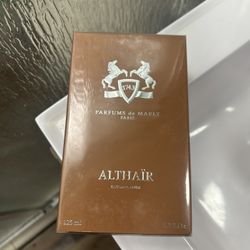 1743
PARFUMS de MARLY
PARIS
ALTHAÏR
125 ml